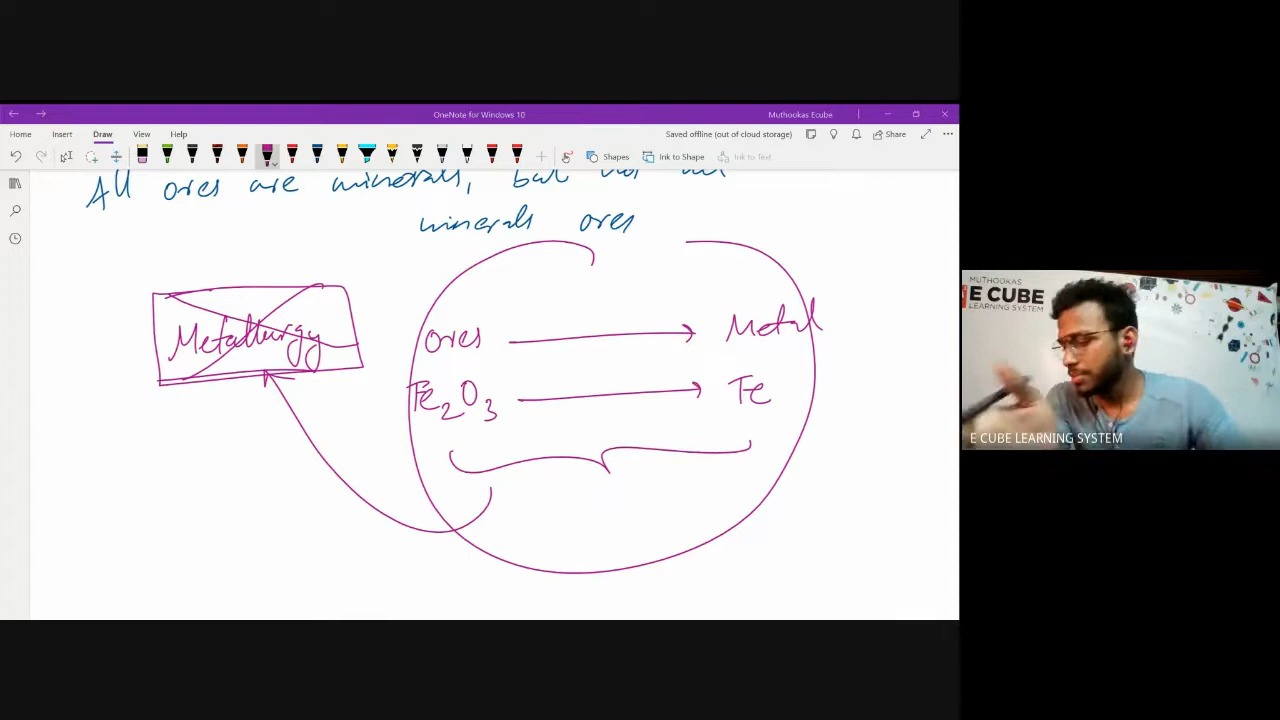 OneNote for Windows 10
Muthookas Ecube
Home Insert Draw View Help
Saved offline (out of cloud storage)
Share
Shapes
Ink to Shape
Ink to Text
All ores are minerals, but not all
minerals ores
Metallurgy
Ores → Metal
Fe2O3 → Fe
MUTHOOKAS
E CUBE
LEARNING SYSTEM
E CUBE LEARNING SYSTEM